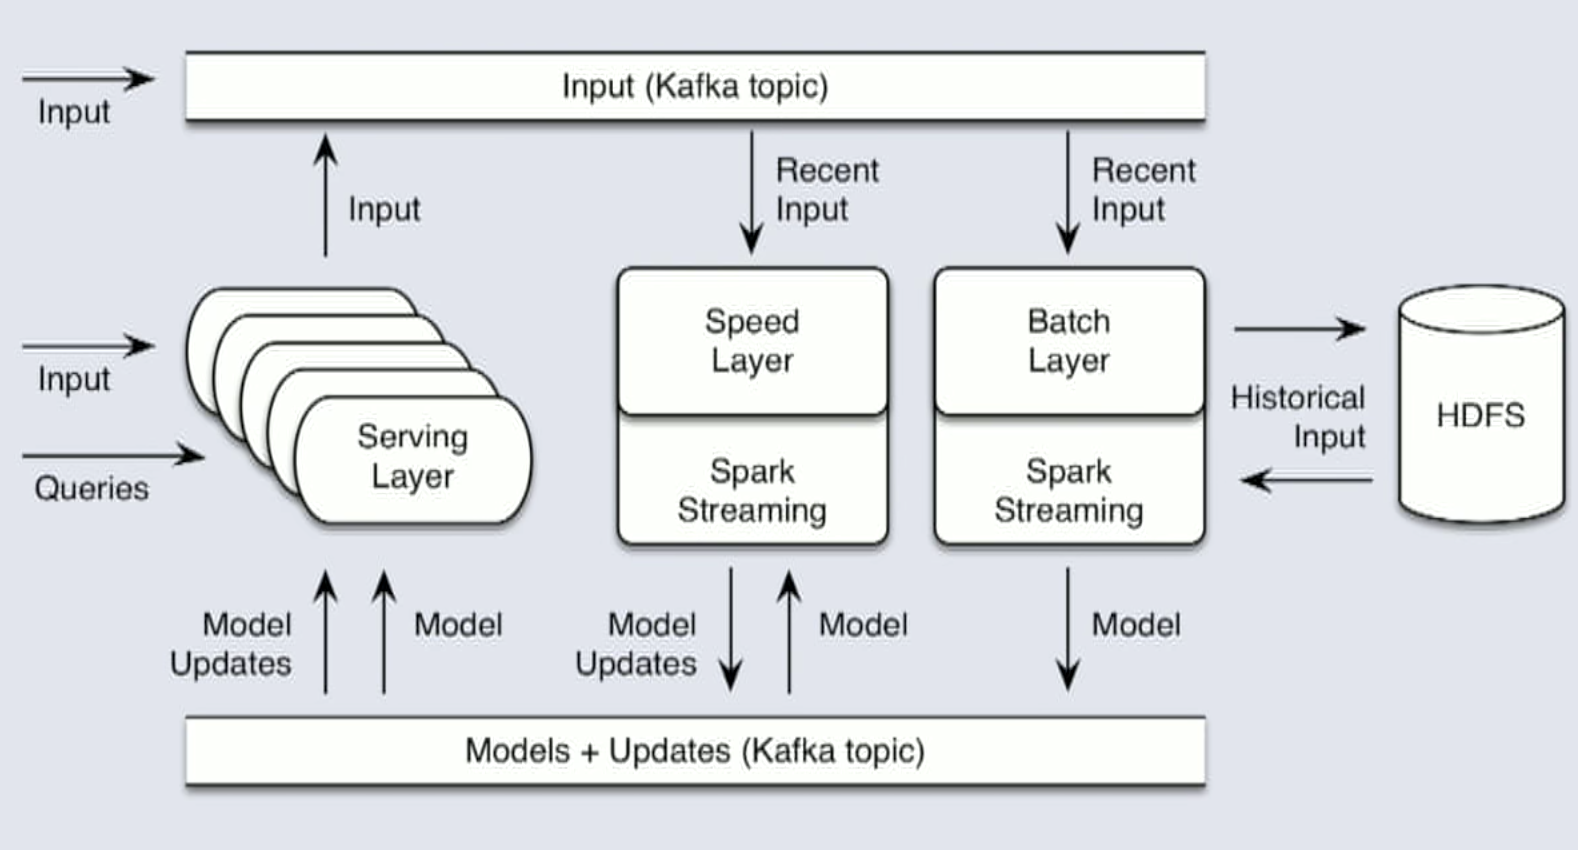 Input (Kafka topic)
Input
Input
Recent
Input
Recent
Input
Input
Queries
Serving
Layer
Speed
Layer
Spark
Streaming
Batch
Layer
Spark
Streaming
Historical
Input
HDFS
Model
Updates
Model
Model
Updates
Model
Model
Models + Updates (Kafka topic)